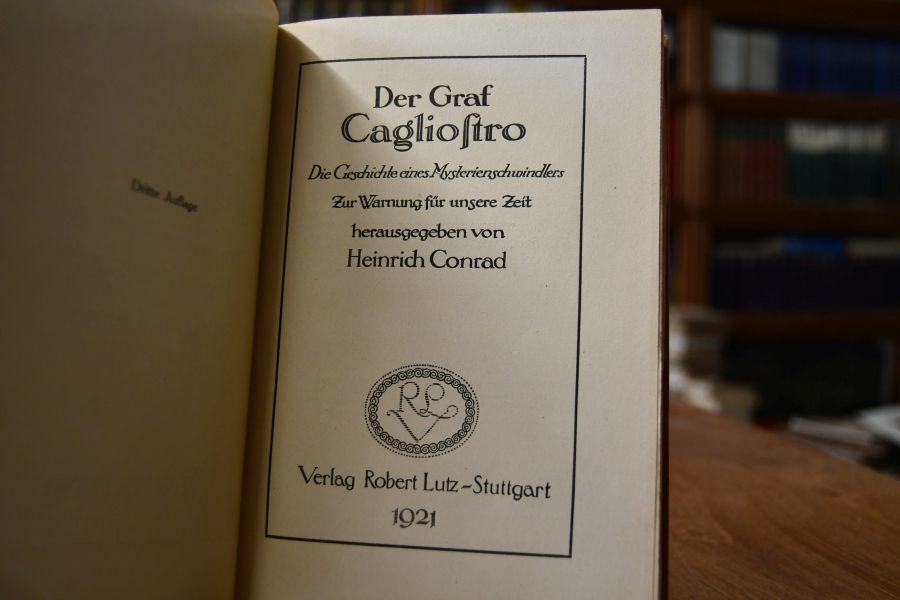 Dritte Auflage
Der Graf
Caglioſtro
Die Geschichte eines Mysterienschwindlers
Zur Warnung für unsere Zeit
herausgegeben von
Heinrich Conrad
RLV
Verlag Robert Lutz-Stuttgart
1921